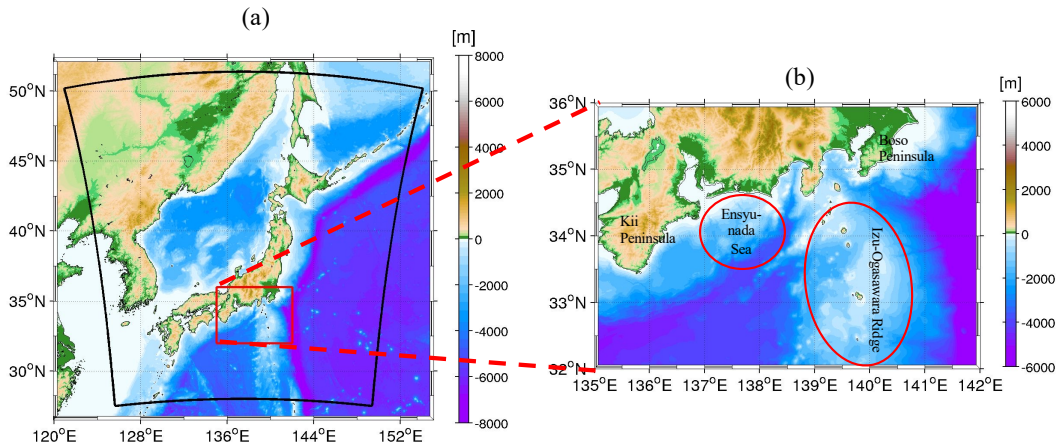 (a)
[m]
8000
6000
4000
2000
0
-2000
-4000
-6000
-8000
50°N
45°N
40°N
35°N
30°N
120°E
128°E
136°E
144°E
152°E
(b)
[m]
6000
4000
2000
0
-2000
-4000
-6000
36°N
35°N
34°N
33°N
32°N
135°E
136°E
137°E
138°E
139°E
140°E
141°E
142°E
Boso
Peninsula
Kii
Peninsula
Ensyu-
nada
Sea
Izu-Ogasawara Ridge